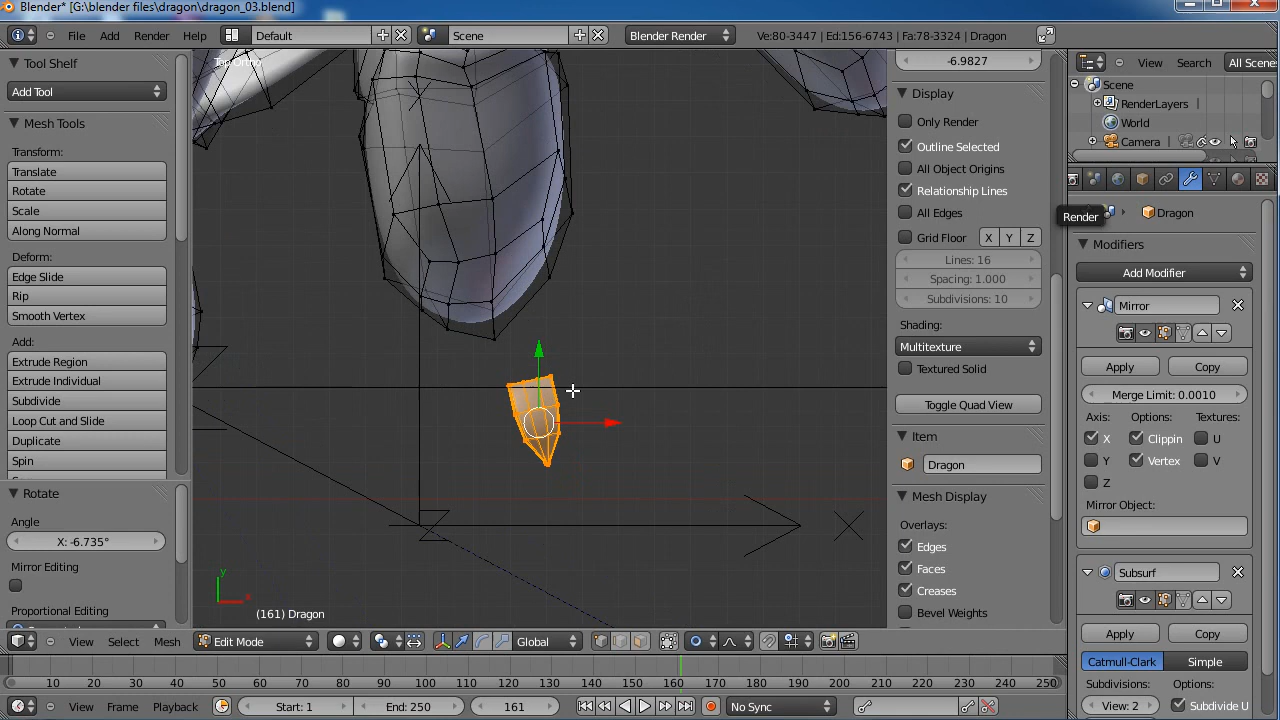 Blender* [G:\blender files\dragon\dragon_03.blend]
File Add Render Help Default Scene Blender Render Ve:80-3447 | Ed:156-6743 | Fa:78-3324 | Dragon
Tool Shelf
Add Tool
Mesh Tools
Transform:
Translate
Rotate
Scale
Along Normal
Deform:
Edge Slide
Rip
Smooth Vertex
Add:
Extrude Region
Extrude Individual
Subdivide
Loop Cut and Slide
Duplicate
Spin
Rotate
Angle
X: -6.735°
Mirror Editing
Proportional Editing
Top Ortho
y
x
(161) Dragon
-6.9827
Display
Only Render
Outline Selected
All Object Origins
Relationship Lines
All Edges
Grid Floor X Y Z
Lines: 16
Spacing: 1.000
Subdivisions: 10
Shading:
Multitexture
Textured Solid
Toggle Quad View
Item
Dragon
Mesh Display
Overlays:
Edges
Faces
Creases
Bevel Weights
View Search All Scene
Scene
RenderLayers
World
Camera
Render
Dragon
Modifiers
Add Modifier
Mirror
Apply Copy
Merge Limit: 0.0010
Axis: Options: Textures:
X Clippin U
Y Vertex V
Z
Mirror Object:
Subsurf
Apply Copy
Catmull-Clark Simple
Subdivisions: Options:
View: 2 Subdivide U
View Select Mesh Edit Mode Global
10 20 30 40 50 60 70 80 90 100 110 120 130 140 150 160 170 180 190 200 210 220 230 240 250
View Frame Playback Start: 1 End: 250 161 No Sync